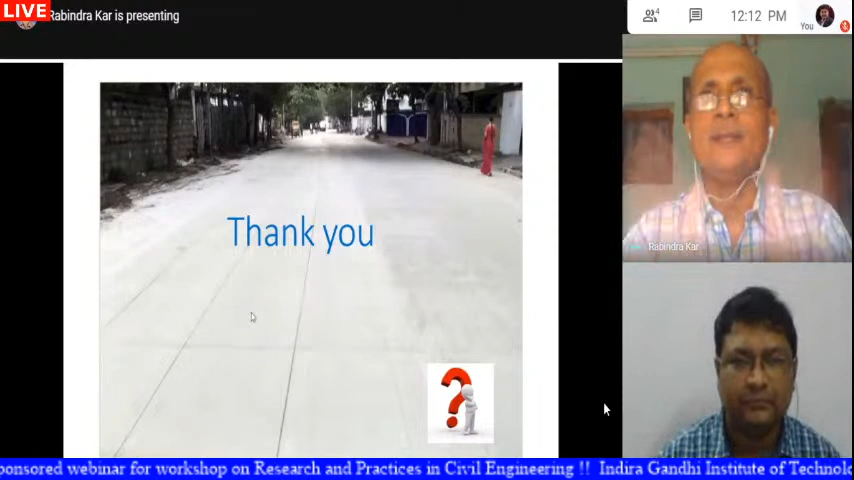 LIVE
Rabindra Kar is presenting
4
12:12 PM
You
Thank you
?
Rabindra Kar
ponsored webinar for workshop on Research and Practices in Civil Engineering !! Indira Gandhi Institute of Technolo